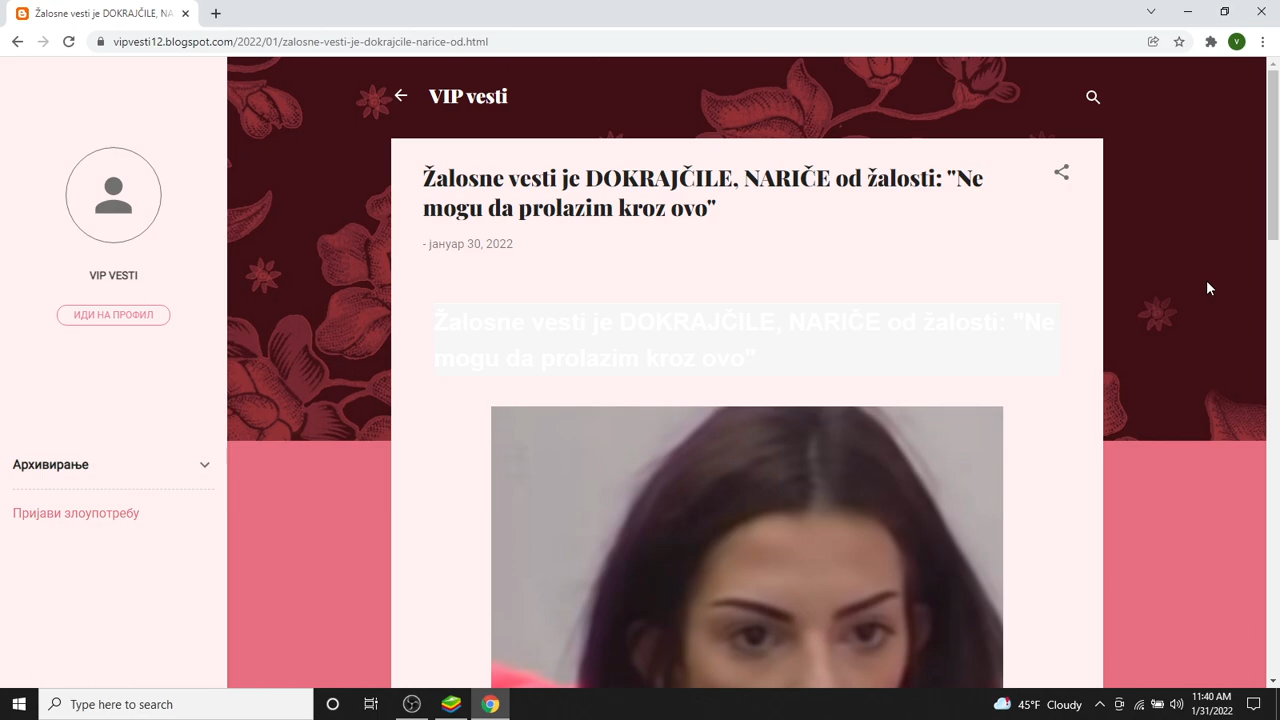 Žalosne vesti je DOKRAJČILE, NA
vipvesti12.blogspot.com/2022/01/zalosne-vesti-je-dokrajcile-narice-od.html
V
VIP vesti
Žalosne vesti je DOKRAJČILE, NARIČE od žalosti: "Ne
mogu da prolazim kroz ovo"
- јануар 30, 2022
VIP VESTI
ИДИ НА ПРОФИЛ
Žalosne vesti je DOKRAJČILE, NARIČE od žalosti: "Ne
mogu da prolazim kroz ovo"
Архивирање
Пријави злоупотребу
Type here to search
45°F Cloudy
11:40 AM
1/31/2022